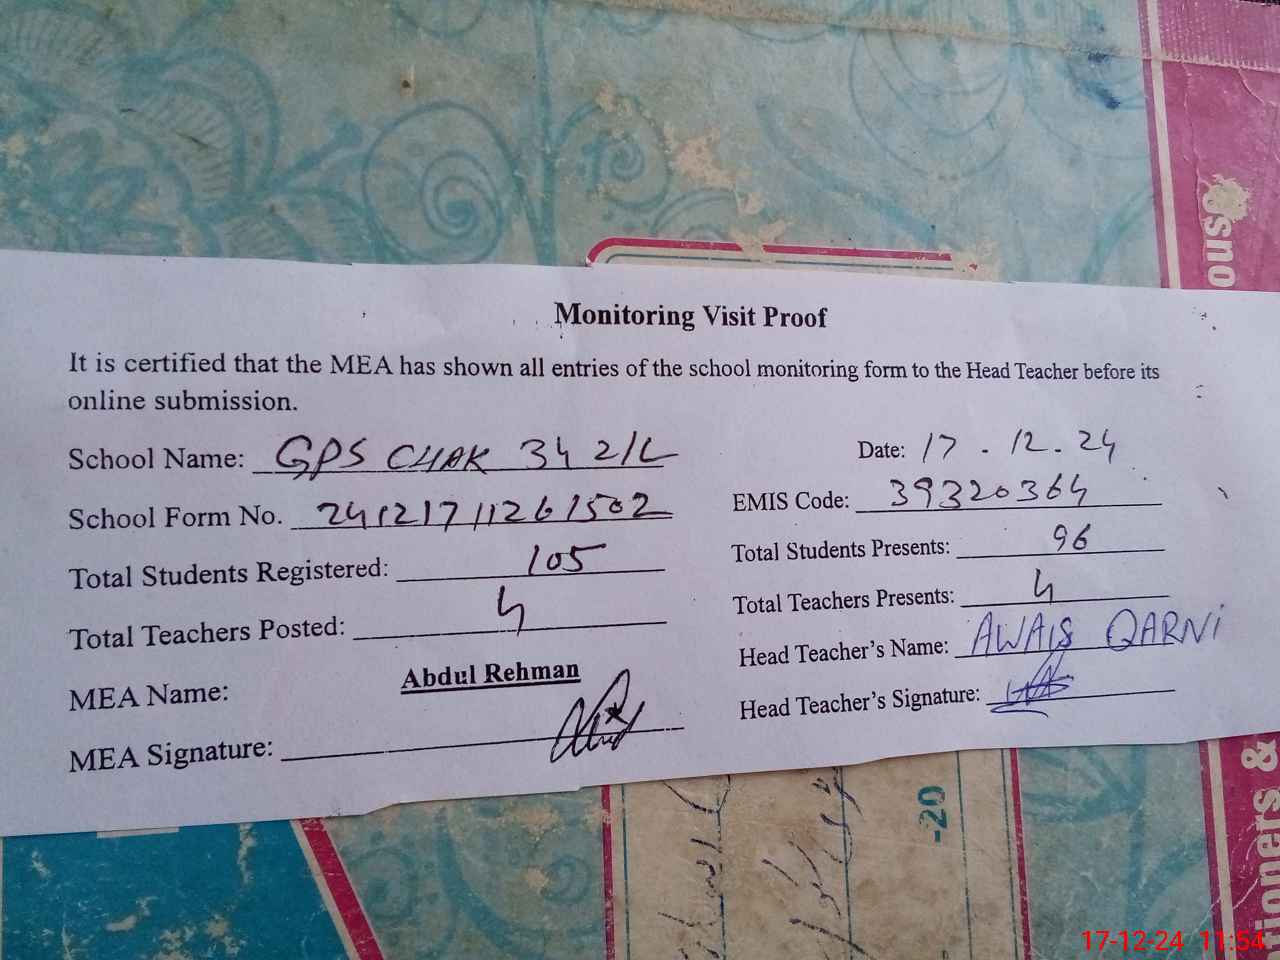 Monitoring Visit Proof
It is certified that the MEA has shown all entries of the school monitoring form to the Head Teacher before its
online submission.
School Name: GPS CHAK 34 2/L Date: 17.12.24
School Form No. 24121711261502 EMIS Code: 39320364
Total Students Registered: 105 Total Students Presents: 96
Total Teachers Posted: 4 Total Teachers Presents: 4
MEA Name: Abdul Rehman Head Teacher's Name: AWAIS QARNI
MEA Signature: Head Teacher's Signature:
-20
tioners &
17-12-24 11:54